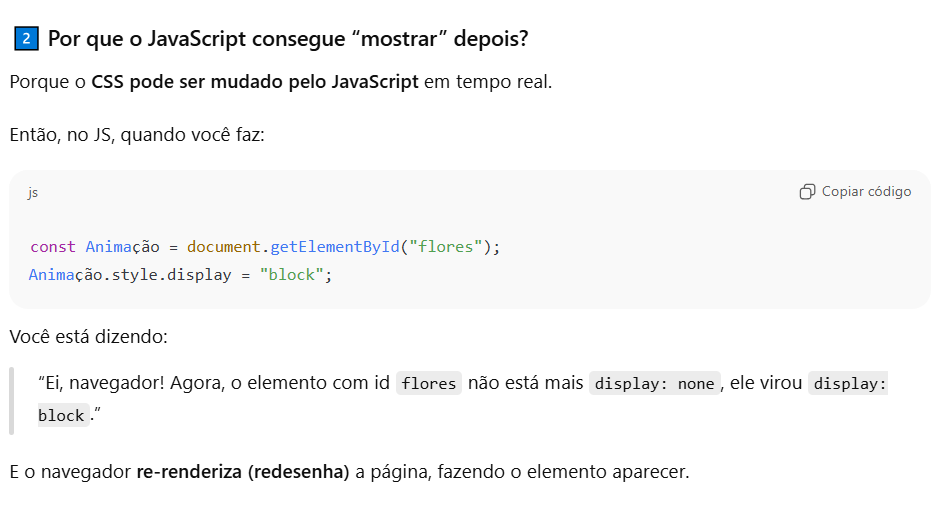 2 Por que o JavaScript consegue “mostrar” depois?
Porque o CSS pode ser mudado pelo JavaScript em tempo real.
Então, no JS, quando você faz:
js
Copiar código
const Animação = document.getElementById("flores");
Animação.style.display = "block";
Você está dizendo:
“Ei, navegador! Agora, o elemento com id flores não está mais display: none, ele virou display:
block.”
E o navegador re-renderiza (redesenha) a página, fazendo o elemento aparecer.